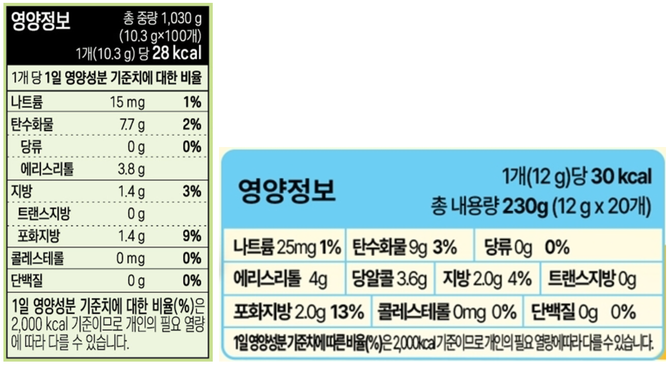 영양정보
총 중량 1,030 g
(10.3 g×100개)
1개(10.3 g) 당 28 kcal
1개 당 1일 영양성분 기준치에 대한 비율
나트륨 15 mg 1%
탄수화물 7.7 g 2%
당류 0 g 0%
에리스리톨 3.8 g
지방 1.4 g 3%
트랜스지방 0 g
포화지방 1.4 g 9%
콜레스테롤 0 mg 0%
단백질 0 g 0%
1일 영양성분 기준치에 대한 비율(%)은
2,000 kcal 기준이므로 개인의 필요 열량
에 따라 다를 수 있습니다.
영양정보
1개(12 g)당 30 kcal
총 내용량 230g (12 g x 20개)
나트륨 25mg 1% 탄수화물 9g 3% 당류 0g 0%
에리스리톨 4g 당알콜 3.6g 지방 2.0g 4% 트랜스지방 0g
포화지방 2.0g 13% 콜레스테롤 0mg 0% 단백질 0g 0%
1일 영양성분 기준치에 따른 비율(%)은 2,000kcal 기준이므로 개인의 필요 열량에 따라 다를 수 있습니다.